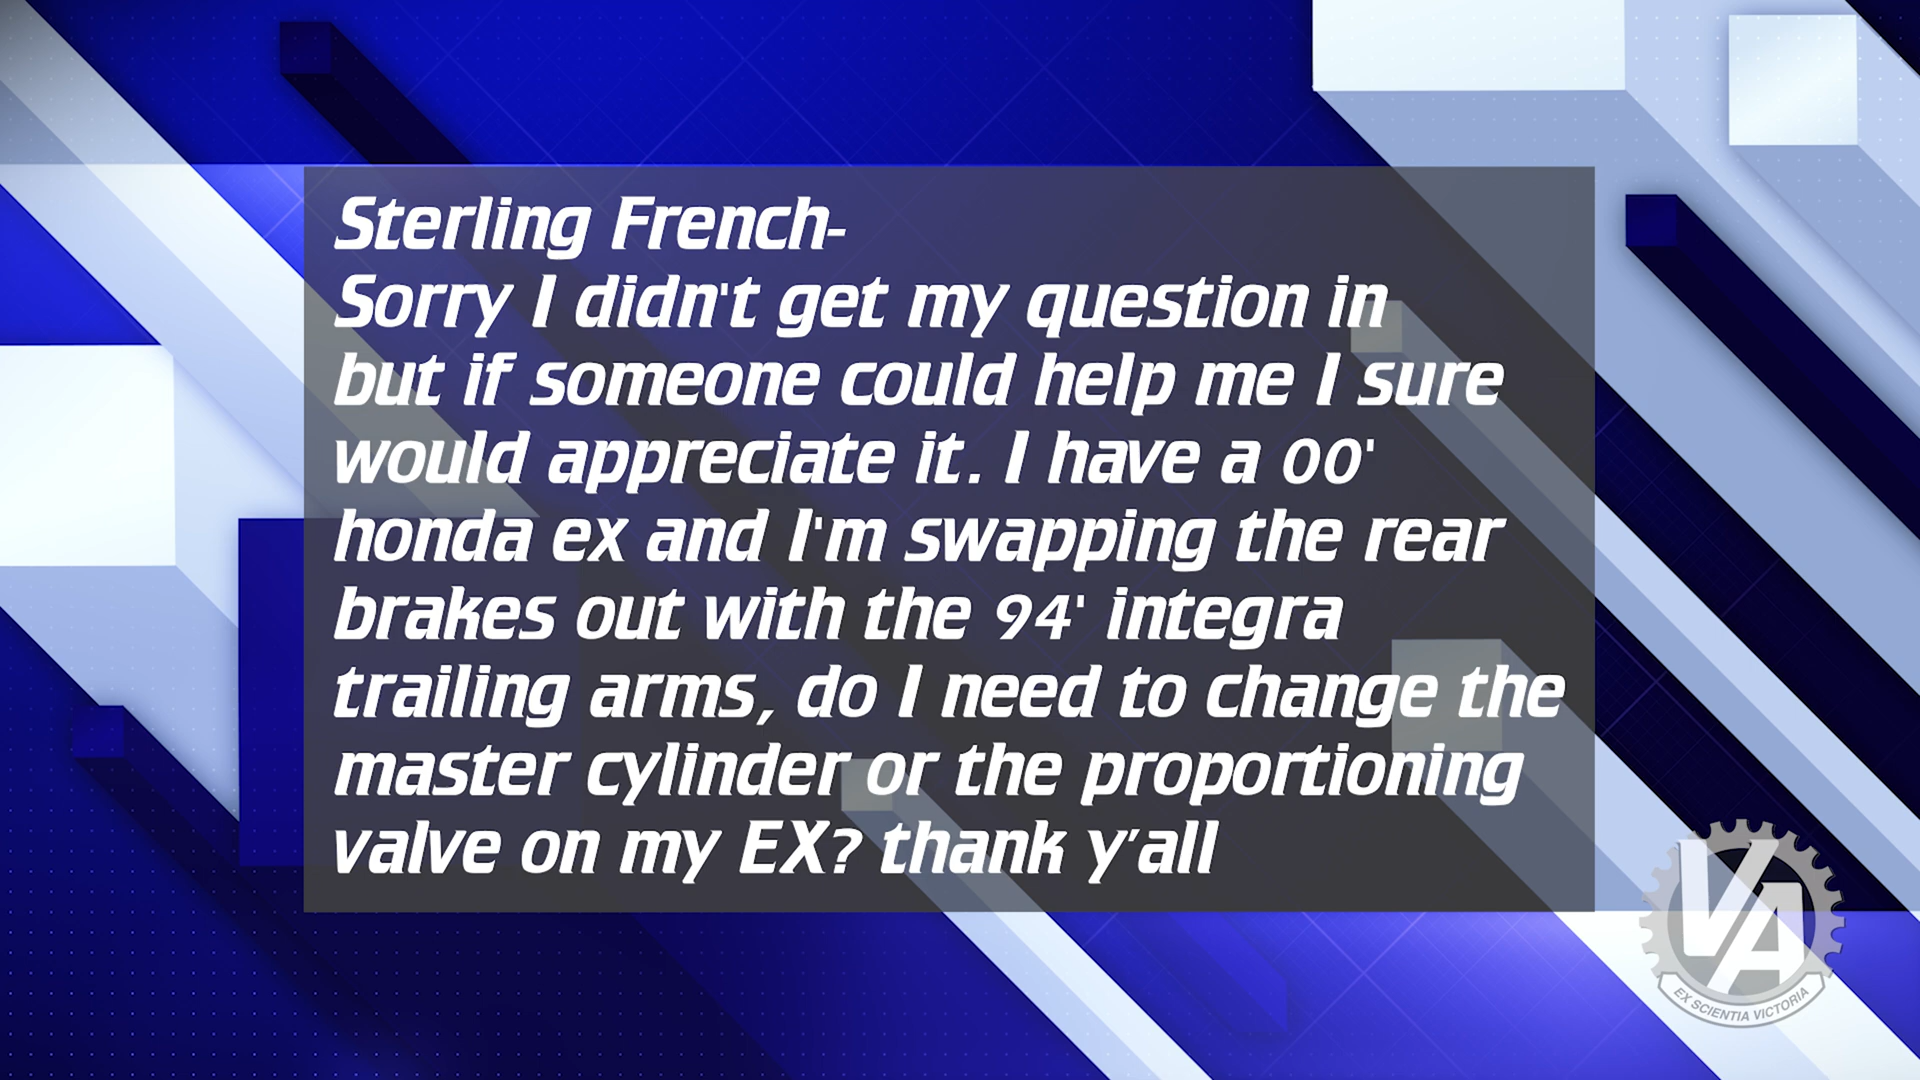 Sterling French-
Sorry I didn't get my question in
but if someone could help me I sure
would appreciate it. I have a 00'
honda ex and I'm swapping the rear
brakes out with the 94' integra
trailing arms, do I need to change the
master cylinder or the proportioning
valve on my EX? thank y’all
VA
EX SCIENTIA VICTORIA